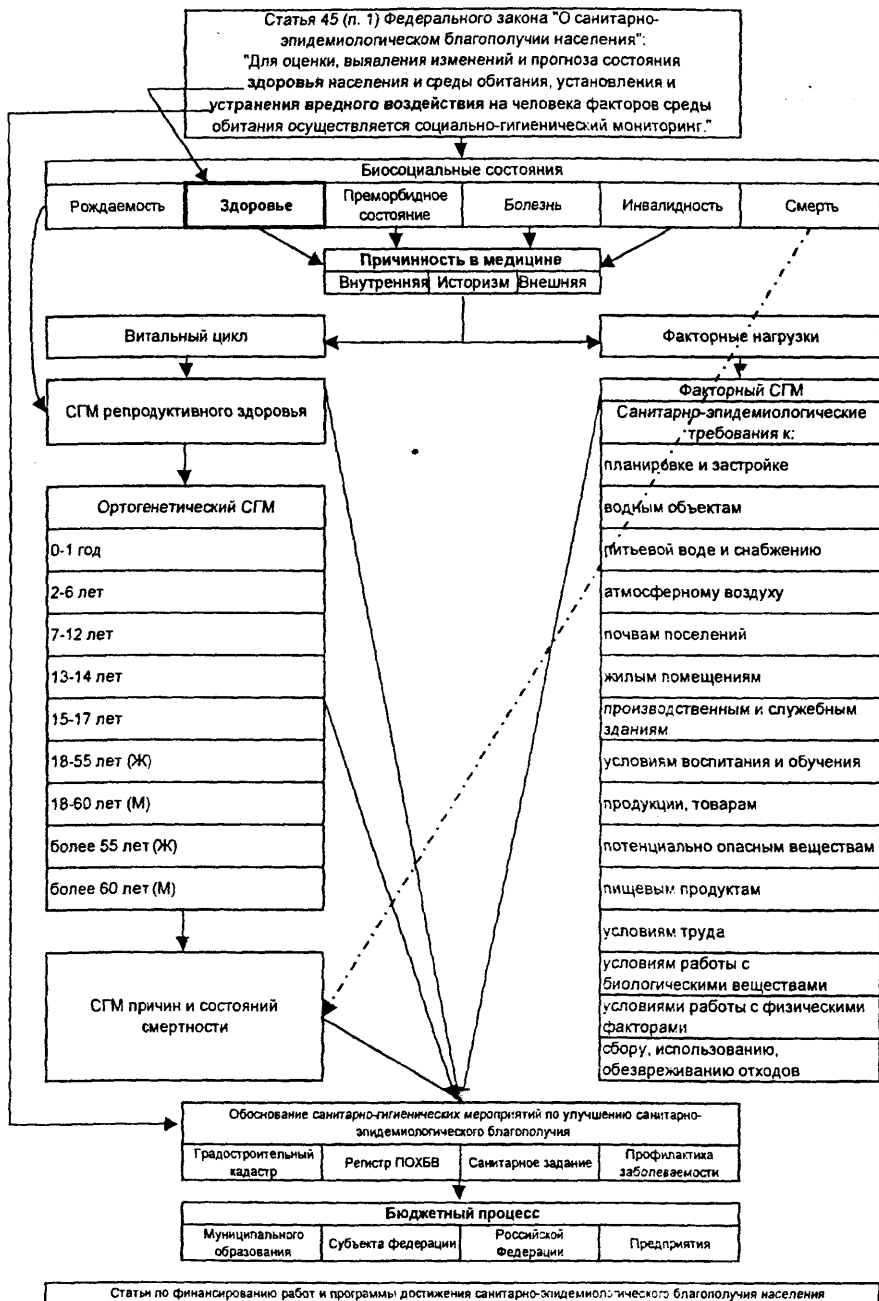 Статья 45 (п. 1) Федерального закона "О санитарно-
эпидемиологическом благополучии населения":
"Для оценки, выявления изменений и прогноза состояния
здоровья населения и среды обитания, установления и
устранения вредного воздействия на человека факторов среды
обитания осуществляется социально-гигиенический мониторинг."
Биосоциальные состояния
Рождаемость
Здоровье
Преморбидное
состояние
Болезнь
Инвалидность
Смерть
Причинность в медицине
Внутренняя
Историзм
Внешняя
Витальный цикл
Факторные нагрузки
СГМ репродуктивного здоровья
Ортогенетический СГМ
0-1 год
2-6 лет
7-12 лет
13-14 лет
15-17 лет
18-55 лет (Ж)
18-60 лет (М)
более 55 лет (Ж)
более 60 лет (М)
СГМ причин и состояний
смертности
Факторный СГМ
Санитарно-эпидемиологические
требования к:
планировке и застройке
водным объектам
питьевой воде и снабжению
атмосферному воздуху
почвам поселений
жилым помещениям
производственным и служебным
зданиям
условиям воспитания и обучения
продукции, товарам
потенциально опасным веществам
пищевым продуктам
условиям труда
условиям работы с
биологическими веществами
условиями работы с физическими
факторами
сбору, использованию,
обезвреживанию отходов
Обоснование санитарно-гигиенических мероприятий по улучшению санитарно-
эпидемиологического благополучия
Градостроительный
кадастр
Регистр ПОХБВ
Санитарное задание
Профилактика
заболеваемости
Бюджетный процесс
Муниципального
образования
Субъекта федерации
Российской
Федерации
Предприятия
Статьи по финансированию работ и программы достижения санитарно-эпидемиологического благополучия населения